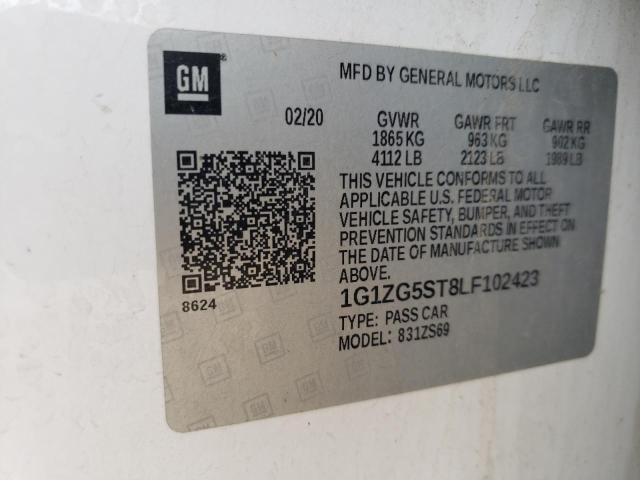 GM
MFD BY GENERAL MOTORS LLC
02/20 GVWR GAWR FRT GAWR RR
1865 KG 963 KG 902 KG
4112 LB 2123 LB 1989 LB
THIS VEHICLE CONFORMS TO ALL
APPLICABLE U.S. FEDERAL MOTOR
VEHICLE SAFETY, BUMPER, AND THEFT
PREVENTION STANDARDS IN EFFECT ON
THE DATE OF MANUFACTURE SHOWN
ABOVE.
8624
1G1ZG5ST8LF102423
TYPE: PASS CAR
MODEL: 831ZS69